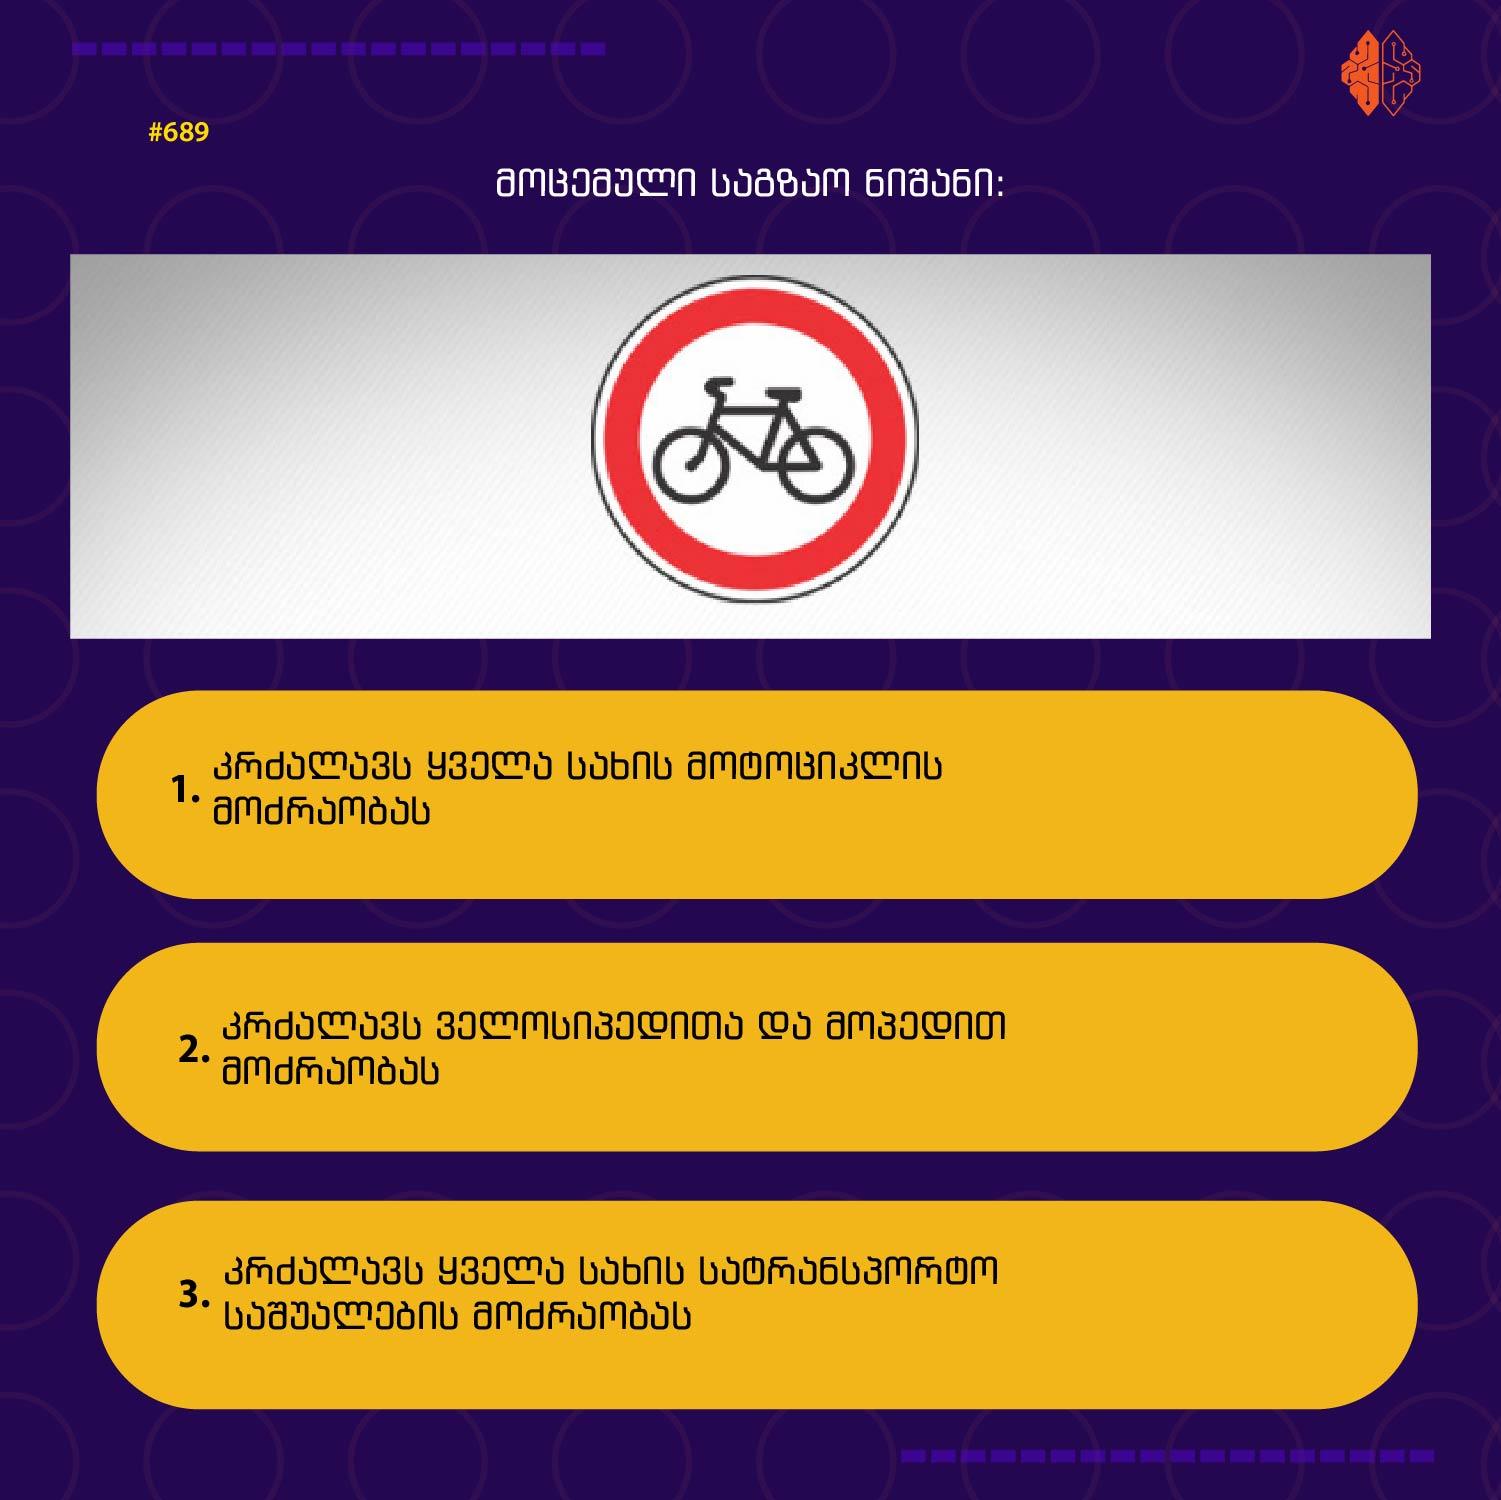 #689
მოცემული საგზაო ნიშანი:
1. კრძალავს ყველა სახის მოტოციკლის
მოძრაობას
2. კრძალავს ველოსიპედითა და მოპედით
მოძრაობას
3. კრძალავს ყველა სახის სატრანსპორტო
საშუალების მოძრაობას